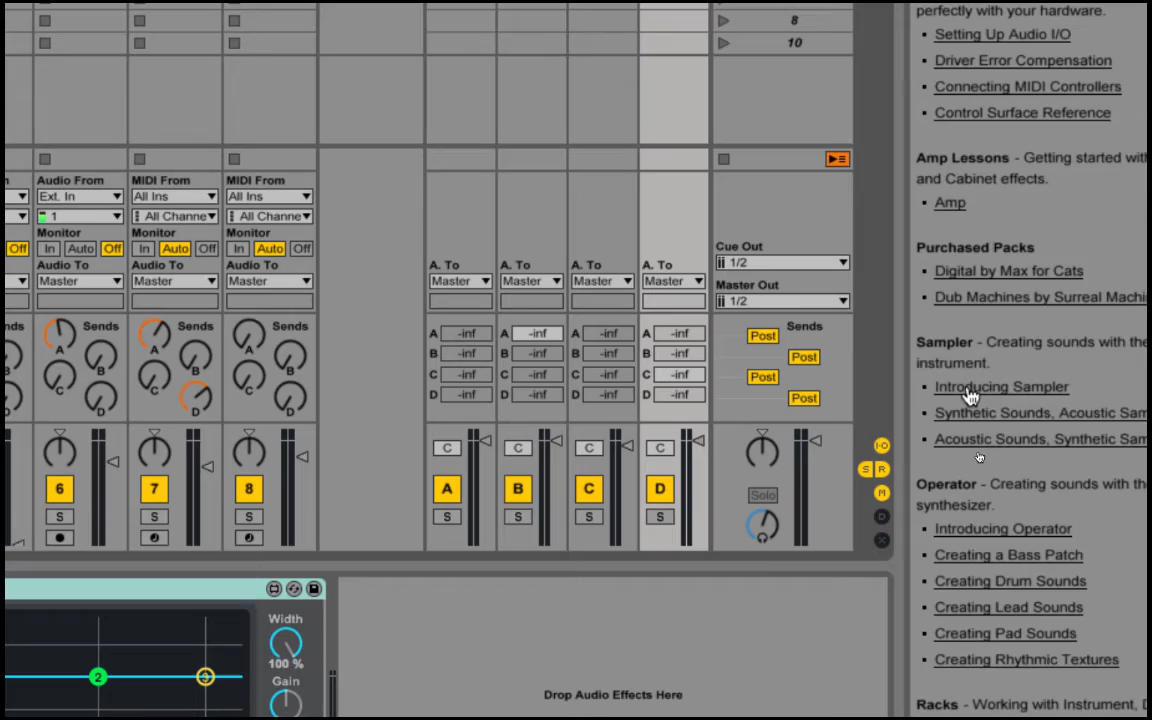 8
10
Audio From
Ext. In
1
Monitor
In Auto Off
Audio To
Master
MIDI From
All Ins
All Channe
Monitor
In Auto Off
Audio To
Master
MIDI From
All Ins
All Channe
Monitor
In Auto Off
Audio To
Master
Off
A. To
Master
A. To
Master
A. To
Master
A. To
Master
Cue Out
1/2
Master Out
1/2
nds
Sends
A
B
C
D
Sends
A
B
C
D
Sends
A
B
C
D
A -inf A -inf A -inf A -inf
B -inf B -inf B -inf B -inf
C -inf C -inf C -inf C -inf
D -inf D -inf D -inf D -inf
Sends
Post
Post
Post
Post
C C C C
6 7 8 A B C D
Solo
S S S S S S S
I·O
S R
M
D
X
2
3
Width
100 %
Gain
Drop Audio Effects Here
perfectly with your hardware.
Setting Up Audio I/O
Driver Error Compensation
Connecting MIDI Controllers
Control Surface Reference
Amp Lessons - Getting started with
and Cabinet effects.
Amp
Purchased Packs
Digital by Max for Cats
Dub Machines by Surreal Machi
Sampler - Creating sounds with the
instrument.
Introducing Sampler
Synthetic Sounds, Acoustic Sam
Acoustic Sounds, Synthetic Sam
Operator - Creating sounds with the
synthesizer.
Introducing Operator
Creating a Bass Patch
Creating Drum Sounds
Creating Lead Sounds
Creating Pad Sounds
Creating Rhythmic Textures
Racks - Working with Instrument, D